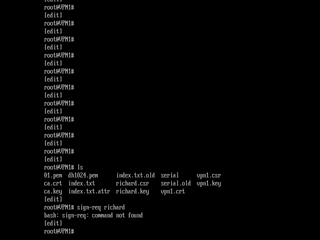 root@VPN1#
[edit]
root@VPN1#
[edit]
root@VPN1#
[edit]
root@VPN1#
[edit]
root@VPN1#
[edit]
root@VPN1#
[edit]
root@VPN1#
[edit]
root@VPN1#
[edit]
root@VPN1#
[edit]
root@VPN1#
[edit]
root@VPN1# ls
01.pem dh1024.pem index.txt.old serial vpn1.csr
ca.crt index.txt richard.csr serial.old vpn1.key
ca.key index.txt.attr richard.key vpn1.crt
[edit]
root@VPN1# sign-req richard
bash: sign-req: command not found
[edit]
root@VPN1#